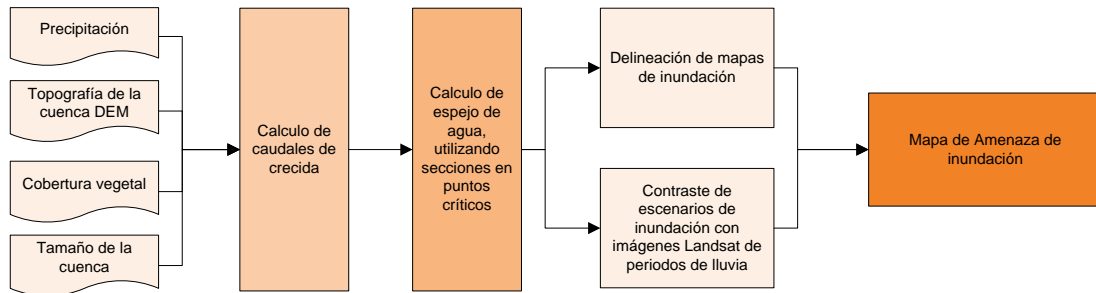 Precipitación
Topografía de la
cuenca DEM
Cobertura vegetal
Tamaño de la
cuenca
Calculo de
caudales de
crecida
Calculo de
espejo de
agua,
utilizando
secciones en
puntos
críticos
Delineación de mapas
de inundación
Contraste de
escenarios de
inundación con
imágenes Landsat de
periodos de lluvia
Mapa de Amenaza de
inundación